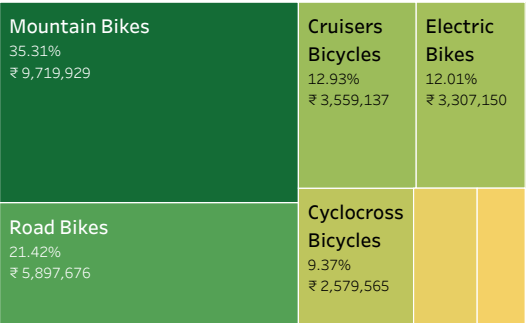 Mountain Bikes
35.31%
₹ 9,719,929
Road Bikes
21.42%
₹ 5,897,676
Cruisers
Bicycles
12.93%
₹ 3,559,137
Electric
Bikes
12.01%
₹ 3,307,150
Cyclocross
Bicycles
9.37%
₹ 2,579,565